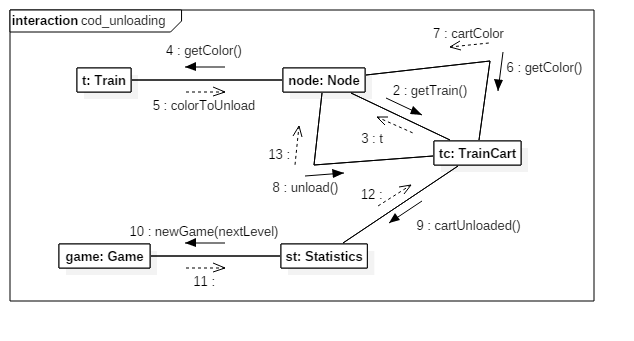 interaction cod_unloading
7 : cartColor
4 : getColor()
6 : getColor()
t: Train
node: Node
2 : getTrain()
5 : colorToUnload
3 : t
13 :
tc: TrainCart
8 : unload()
12 :
9 : cartUnloaded()
10 : newGame(nextLevel)
game: Game
st: Statistics
11 :